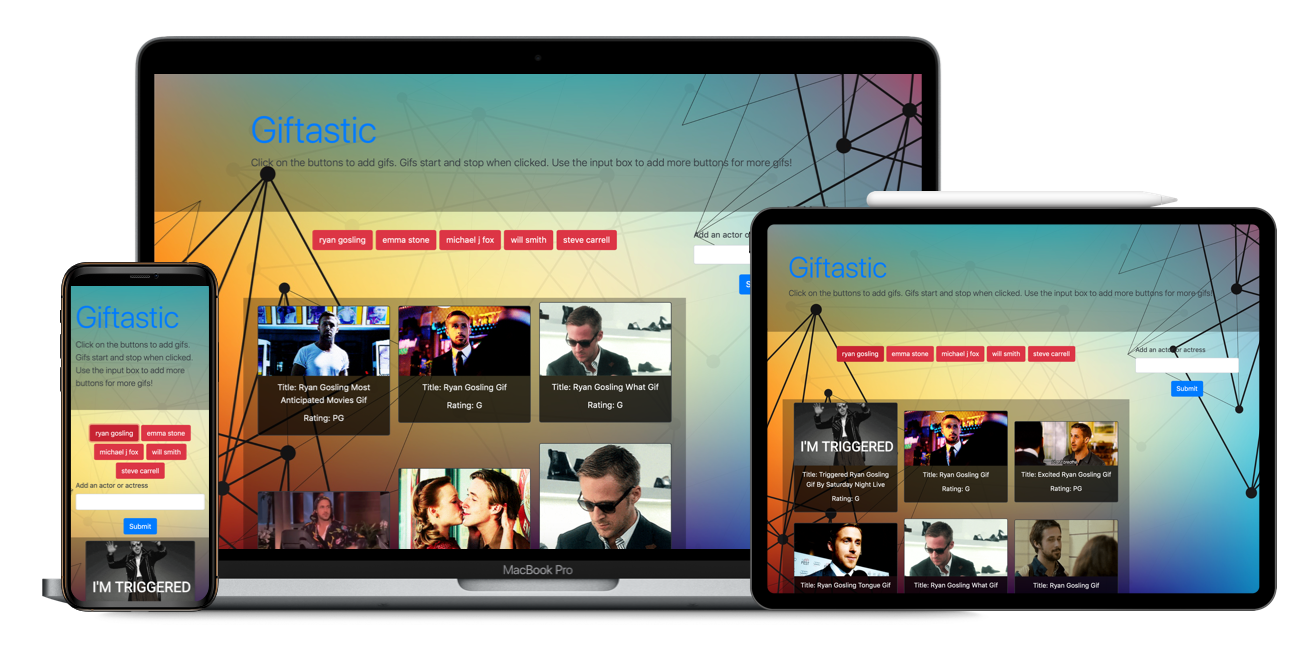 Giftastic
Click on the buttons to add gifs. Gifs start and stop when clicked. Use the input box to add more buttons for more gifs!
ryan gosling
emma stone
michael j fox
will smith
steve carrell
Add an actor o
S
Title: Ryan Gosling Most
Anticipated Movies Gif
Rating: PG
Title: Ryan Gosling Gif
Rating: G
Title: Ryan Gosling What Gif
Rating: G
MacBook Pro
Giftastic
Click on the buttons to add gifs.
Gifs start and stop when clicked.
Use the input box to add more
buttons for more gifs!
ryan gosling
emma stone
michael j fox
will smith
steve carrell
Add an actor or actress
Submit
I'M TRIGGERED
Giftastic
Click on the buttons to add gifs. Gifs start and stop when clicked. Use the input box to add more buttons for more gifs!
ryan gosling
emma stone
michael j fox
will smith
steve carrell
Add an actor or actress
Submit
I'M TRIGGERED
Title: Triggered Ryan Gosling
Gif By Saturday Night Live
Rating: G
Title: Ryan Gosling Gif
Rating: G
Title: Excited Ryan Gosling Gif
Rating: PG
Title: Ryan Gosling Tongue Gif
Title: Ryan Gosling What Gif
Title: Ryan Gosling Gif